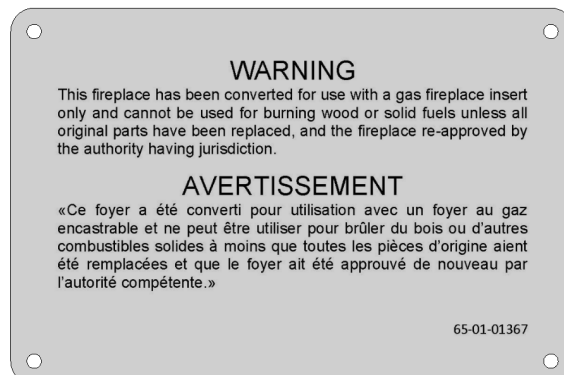 WARNING
This fireplace has been converted for use with a gas fireplace insert
only and cannot be used for burning wood or solid fuels unless all
original parts have been replaced, and the fireplace re-approved by
the authority having jurisdiction.
AVERTISSEMENT
«Ce foyer a été converti pour utilisation avec un foyer au gaz
encastrable et ne peut être utiliser pour brûler du bois ou d'autres
combustibles solides à moins que toutes les pièces d'origine aient
été remplacées et que le foyer ait été approuvé de nouveau par
l'autorité compétente.»
65-01-01367